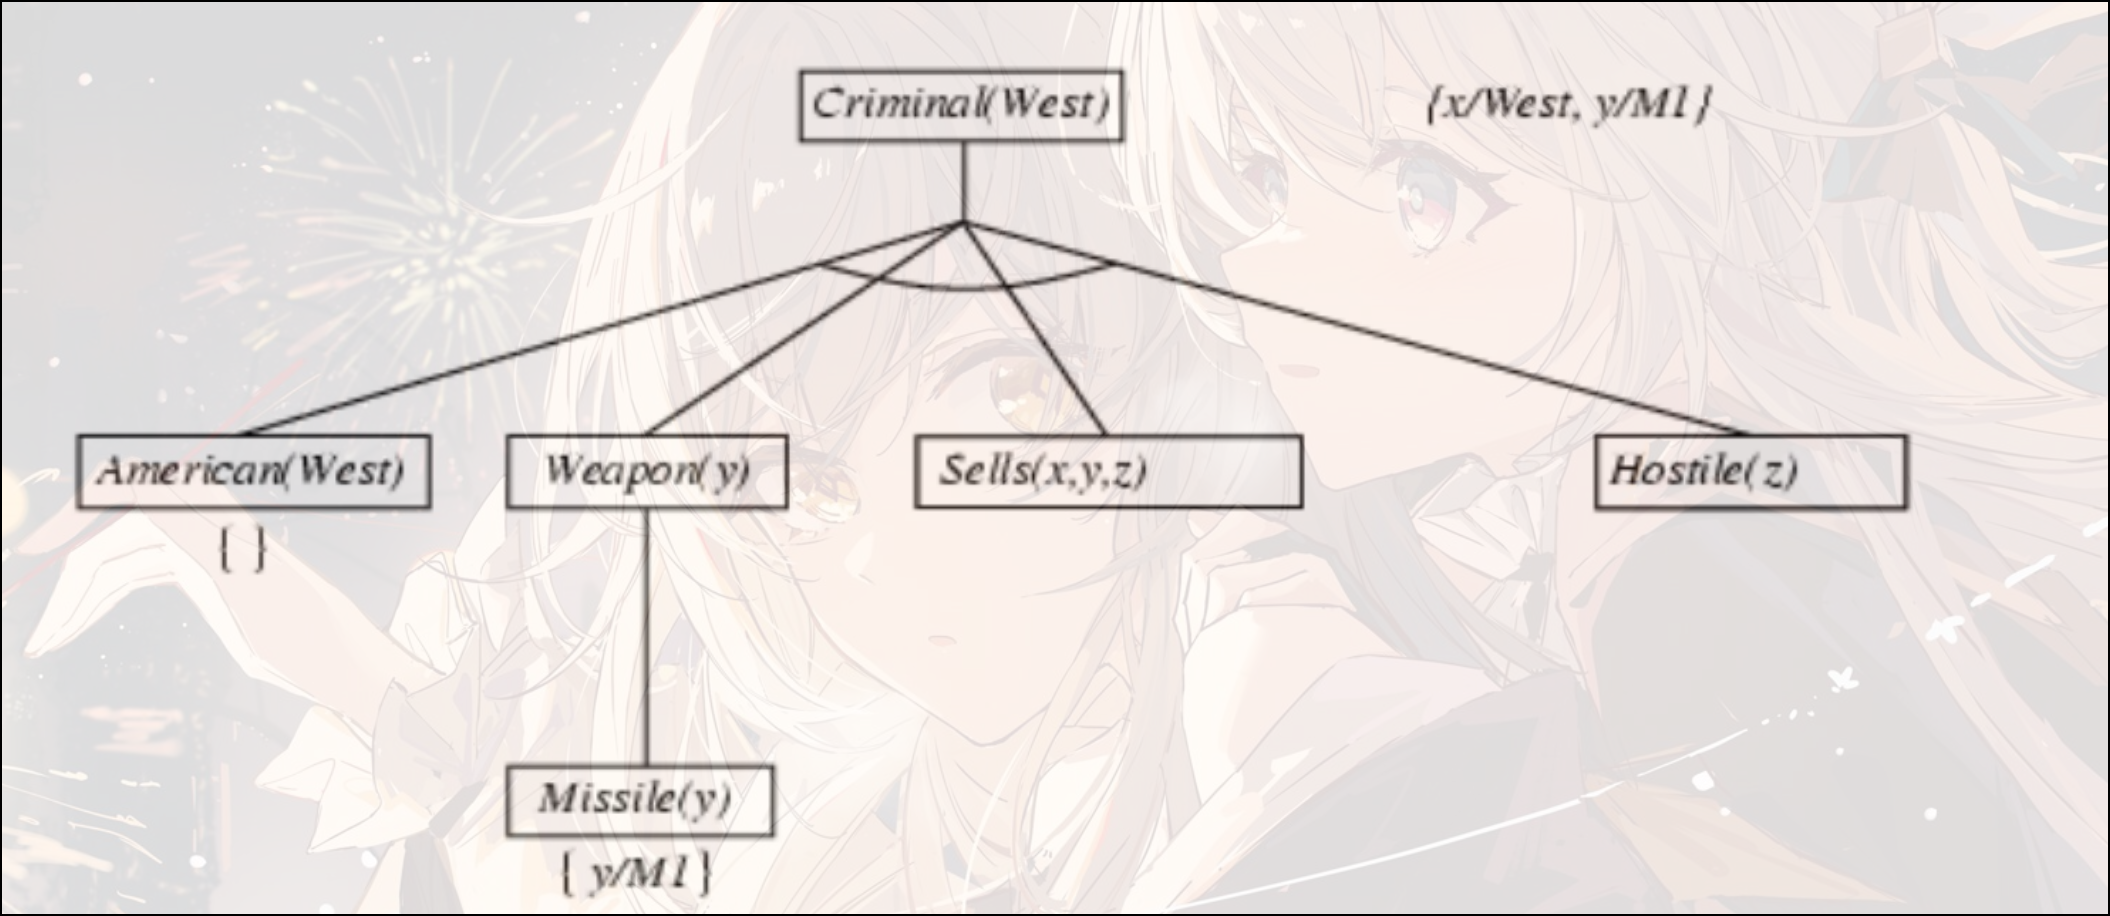 Criminal(West)
{x/West, y/M1}
American(West)
Weapon(y)
Sells(x,y,z)
Hostile(z)
{ }
Missile(y)
{ y/M1}